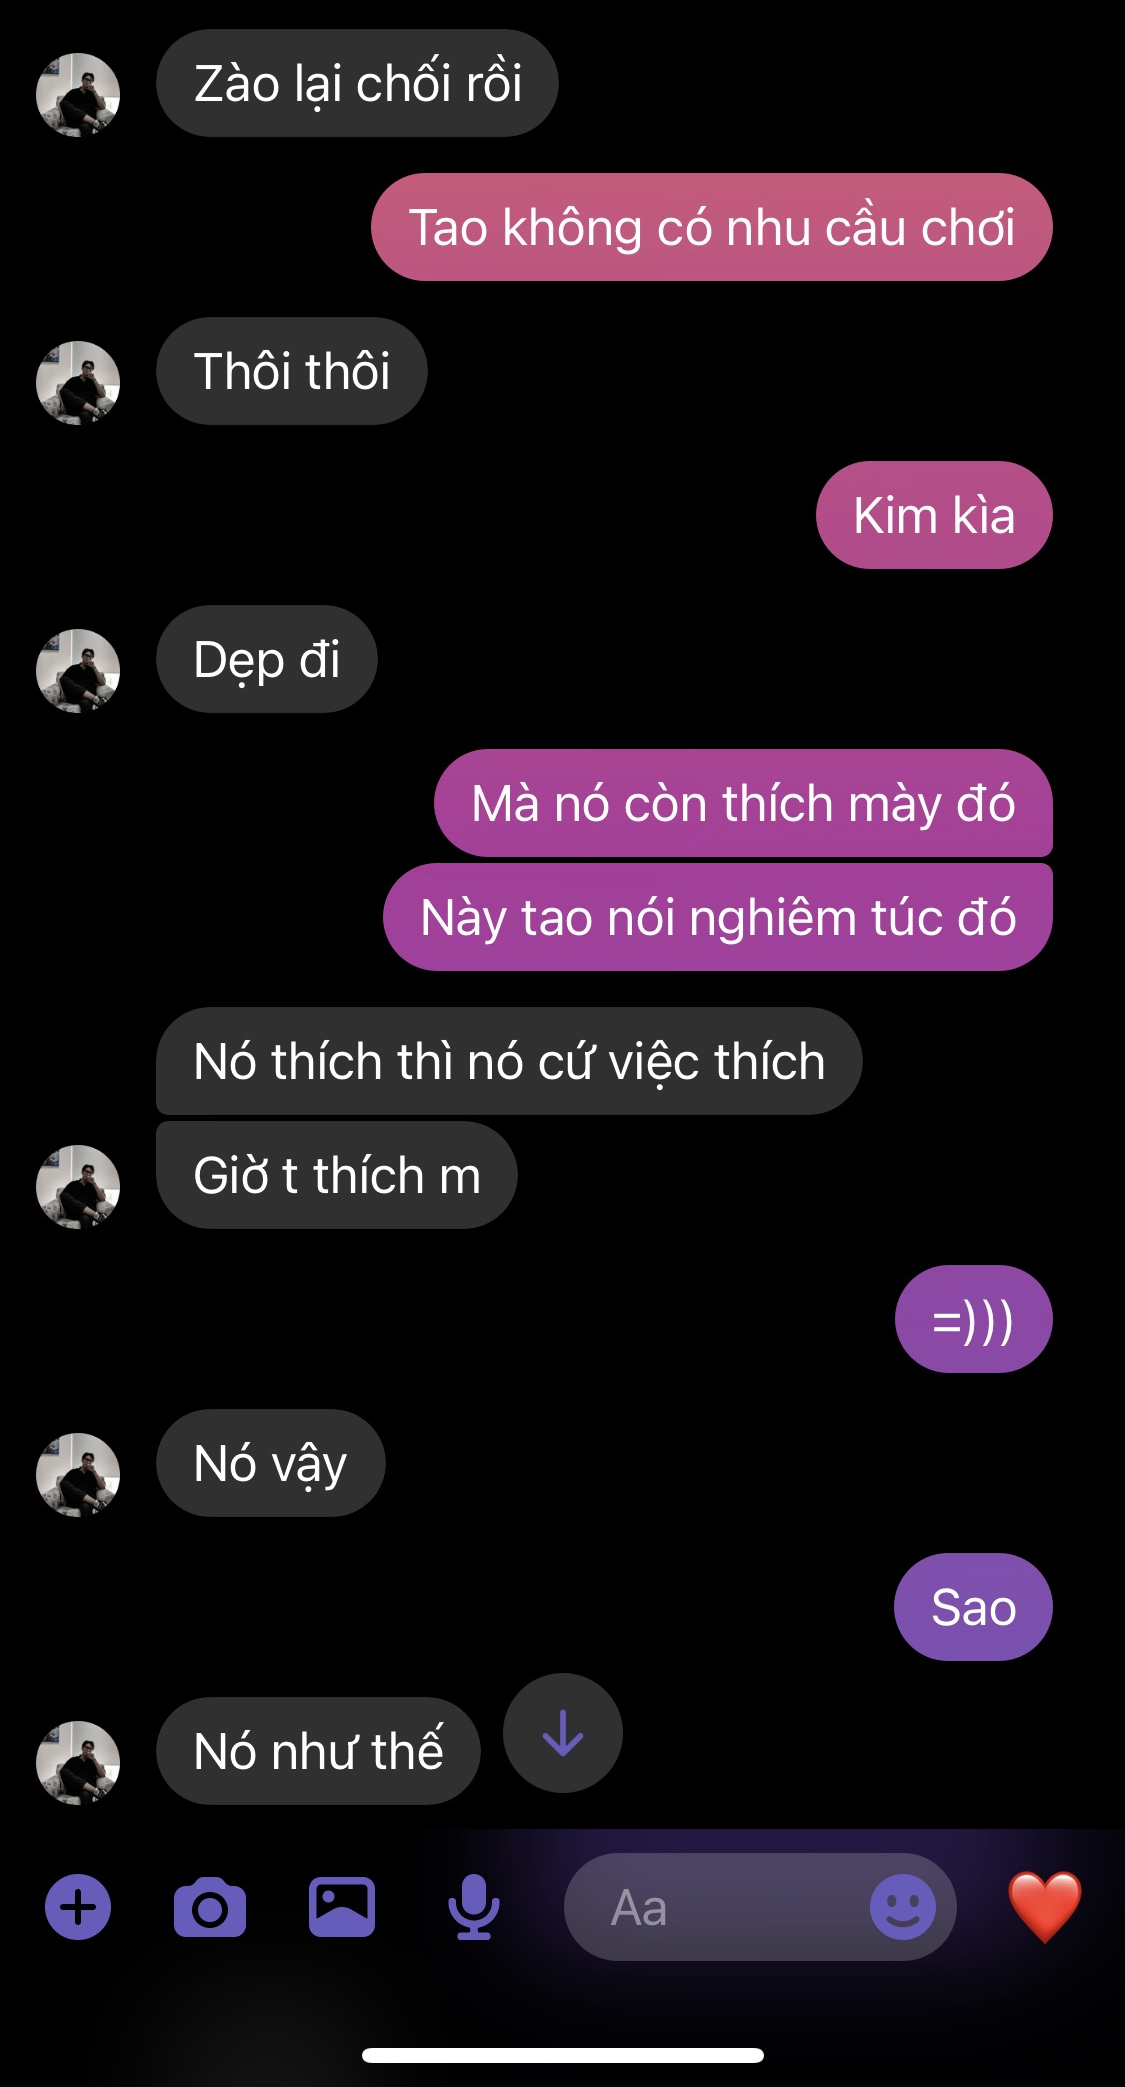 Zào lại chối rồi
Tao không có nhu cầu chơi
Thôi thôi
Kim kìa
Dẹp đi
Mà nó còn thích mày đó
Này tao nói nghiêm túc đó
Nó thích thì nó cứ việc thích
Giờ t thích m
=)))
Nó vậy
Sao
Nó như thế
Aa